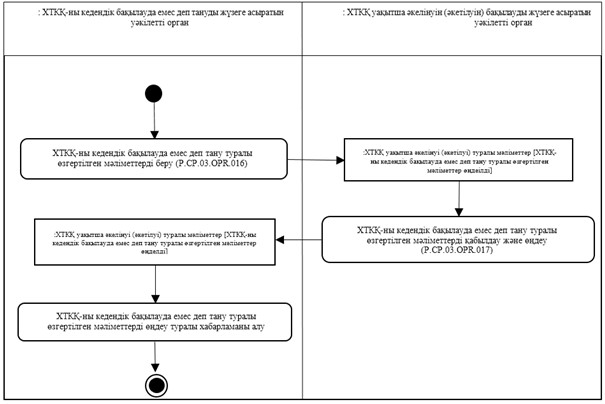 : ХТКҚ-ны кедендік бақылауда емес деп тануды жүзеге асыратын
уәкілетті орган
: ХТКҚ уақытша әкелінуін (әкетілуін) бақылауды жүзеге асыратын
уәкілетті орган
ХТКҚ-ны кедендік бақылауда емес деп тану туралы
өзгертілген мәліметтерді беру (P.CP.03.OPR.016)
:ХТКҚ уақытша әкелінуі (әкетілуі) туралы мәліметтер [ХТКҚ-
ны кедендік бақылауда емес деп тану туралы өзгертілген
мәліметтер өңделді]
ХТКҚ-ны кедендік бақылауда емес деп тану туралы
өзгертілген мәліметтерді қабылдау және өңдеу
(P.CP.03.OPR.017)
:ХТКҚ уақытша әкелінуі (әкетілуі) туралы мәліметтер [ХТКҚ-ны
кедендік бақылауда емес деп тану туралы өзгертілген мәліметтер
өңделді]
ХТКҚ-ны кедендік бақылауда емес деп тану туралы
өзгертілген мәліметтерді өңдеу туралы хабарламаны алу